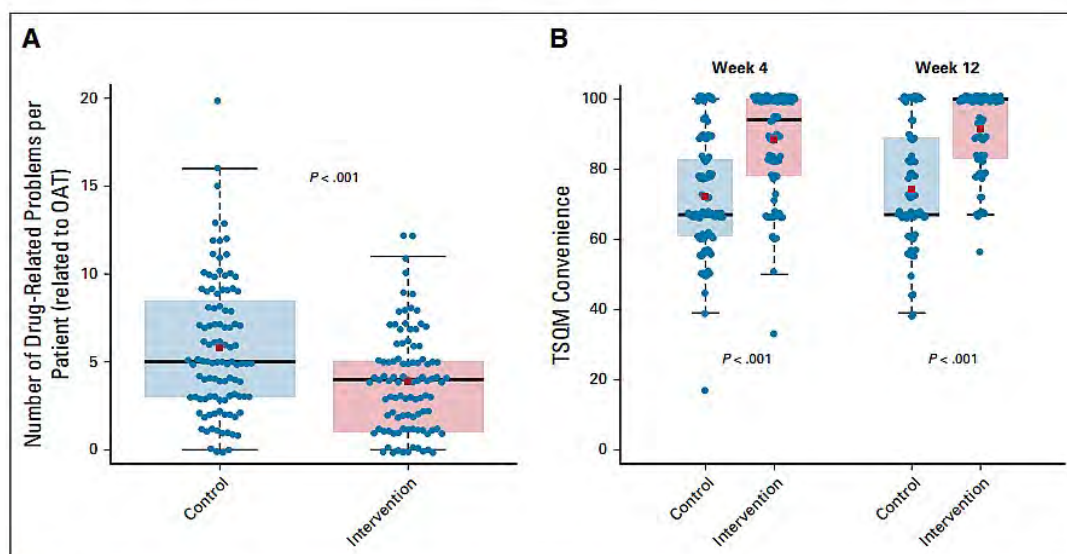 A
Number of Drug-Related Problems per
Patient (related to OAT)
20
15
10
5
0
P < .001
Control
Intervention
B
Week 4
Week 12
TSQM Convenience
100
80
60
40
20
0
P < .001
P < .001
Control
Intervention
Control
Intervention